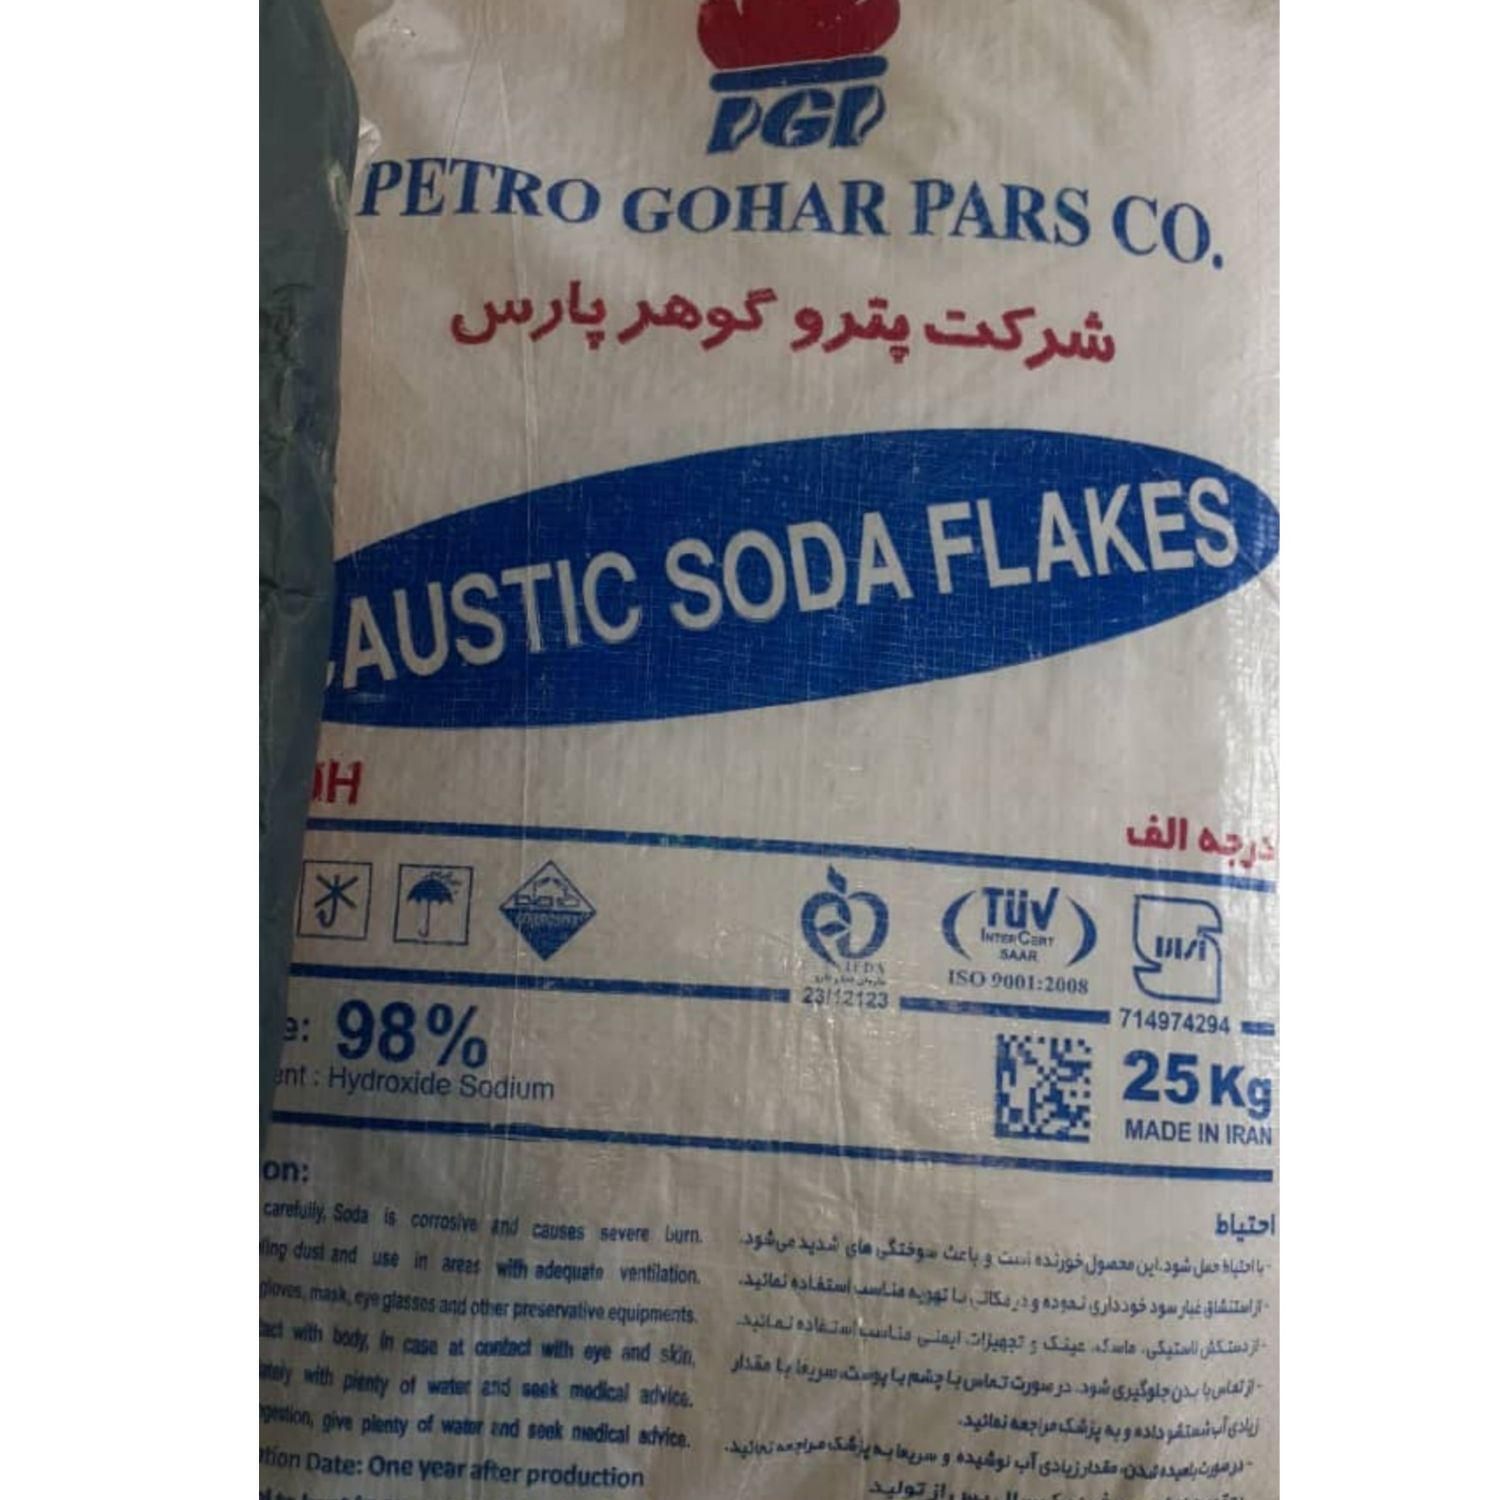 PGP
PETRO GOHAR PARS CO.
شرکت پترو گوهر پارس
CAUSTIC SODA FLAKES
درجه الف
IFDA
23/12123
TÜV
INTERCERT
SAAR
ISO 9001:2008
714974294
98%
: Hydroxide Sodium
25 Kg
MADE IN IRAN
carefully, Soda is corrosive and causes severe burn.
dust and use in areas with adequate ventilation.
gloves, mask, eye glasses and other preservative equipments.
with body, in case at contact with eye and skin,
with plenty of water and seek medical advice.
give plenty of water and seek medical advice.
Date: One year after production
احتیاط
- با احتیاط حمل شود. این محصول خورنده است و باعث سوختگی های شدید می‌شود.
- از استنشاق غبار سود خودداری نموده و در مکانی با تهویه مناسب استفاده نمائید.
- از دستکش لاستیکی، ماسک، عینک و تجهیزات ایمنی مناسب استفاده نمائید.
- از تماس با بدن جلوگیری شود. در صورت تماس با چشم یا پوست، سریعا با مقدار
زیادی آب شستشو داده و به پزشک مراجعه نمائید.
- در صورت بلعیده شدن، مقدار زیادی آب نوشیده و سریعا به پزشک مراجعه نمائید.
سال پس از تولید